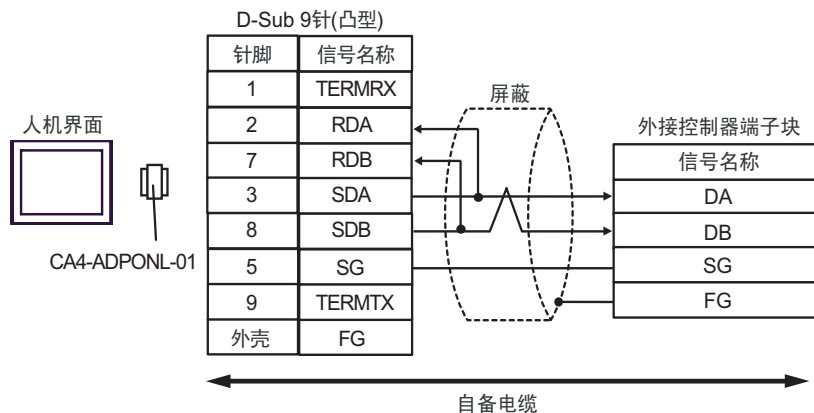 D-Sub 9针(凸型)
针脚 信号名称
1 TERMRX
2 RDA
7 RDB
3 SDA
8 SDB
5 SG
9 TERMTX
外壳 FG
人机界面
CA4-ADPONL-01
屏蔽
外接控制器端子块
信号名称
DA
DB
SG
FG
自备电缆